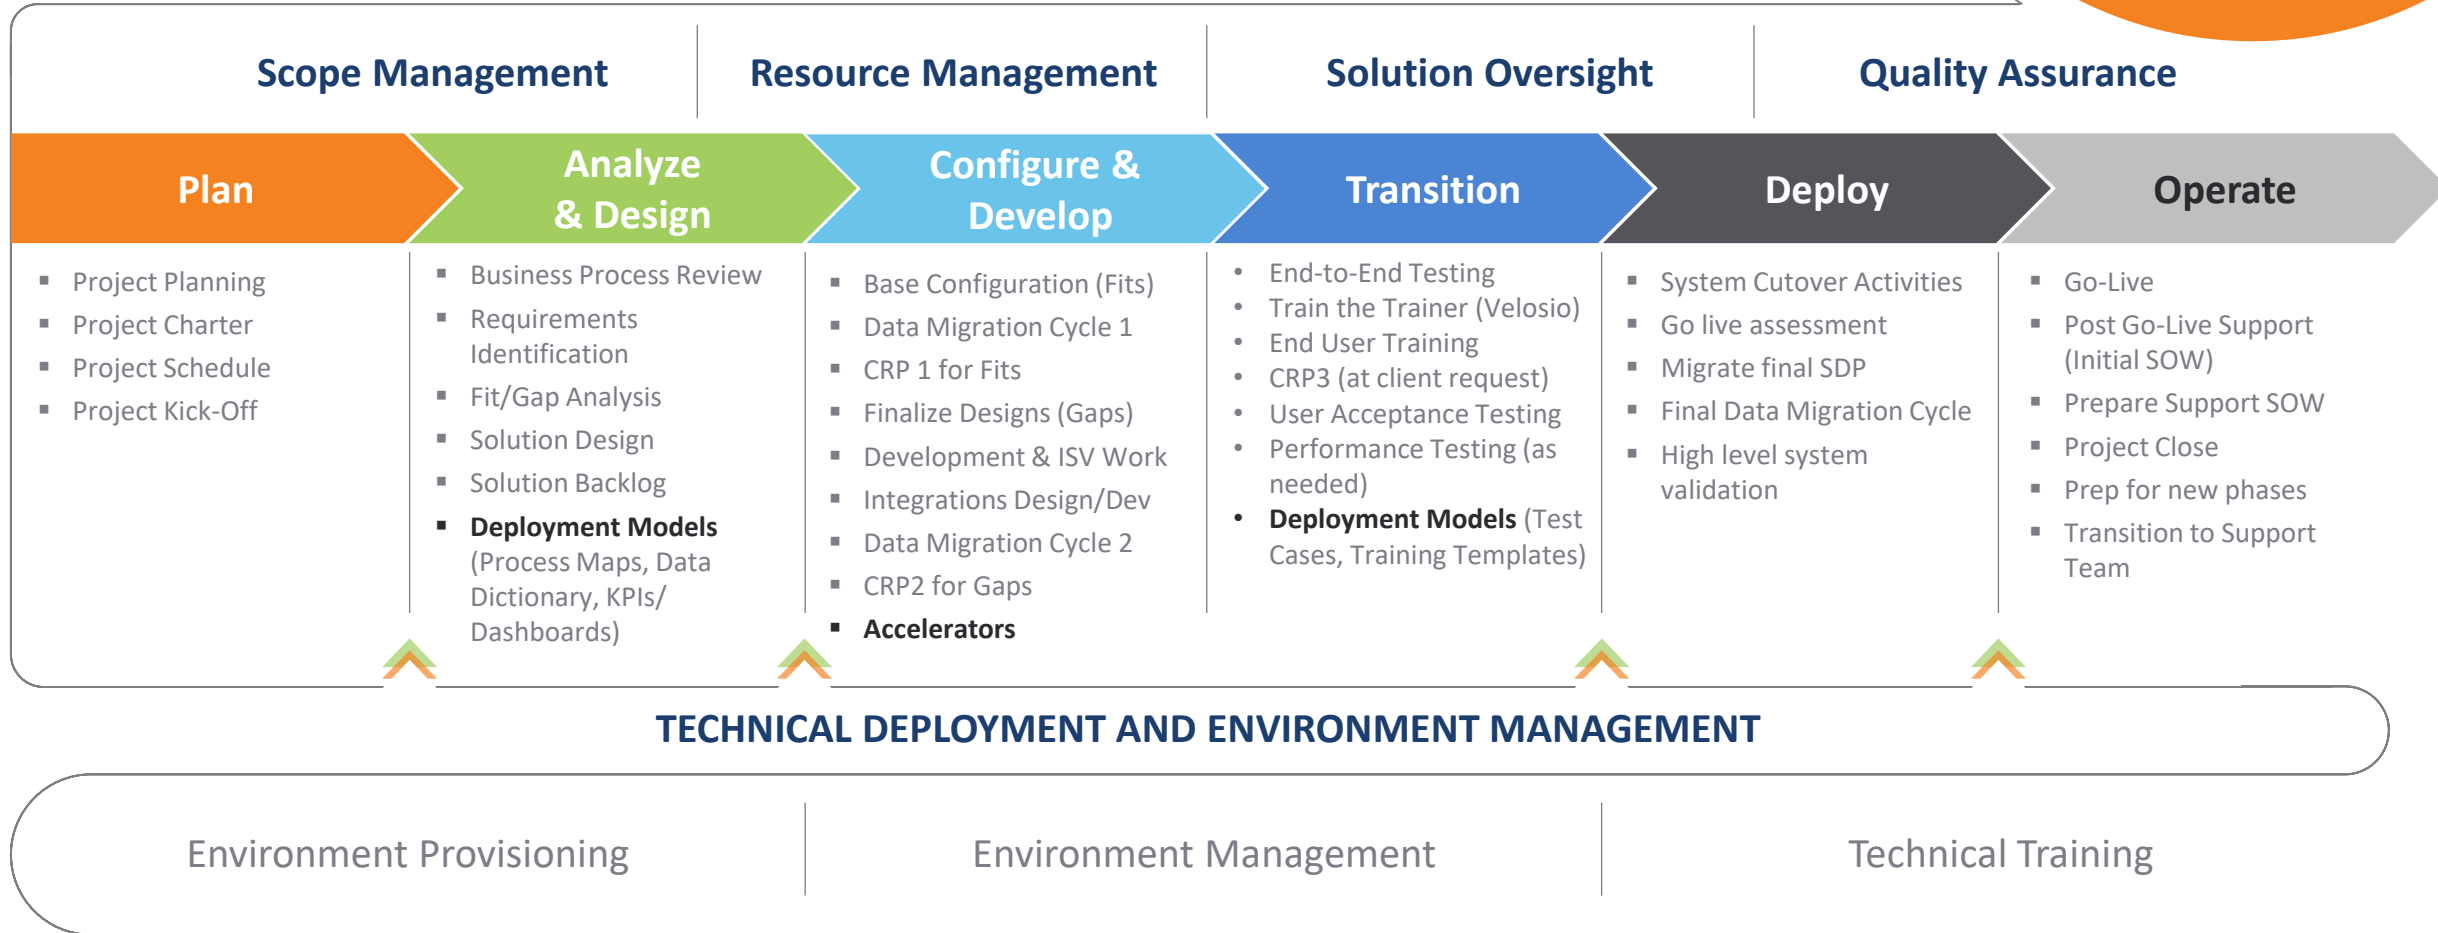 Scope Management
Resource Management
Solution Oversight
Quality Assurance
Plan
Analyze
& Design
Configure &
Develop
Transition
Deploy
Operate
▪ Project Planning
▪ Project Charter
▪ Project Schedule
▪ Project Kick-Off
▪ Business Process Review
▪ Requirements
Identification
▪ Fit/Gap Analysis
▪ Solution Design
▪ Solution Backlog
▪ Deployment Models
(Process Maps, Data
Dictionary, KPIs/
Dashboards)
▪ Base Configuration (Fits)
▪ Data Migration Cycle 1
▪ CRP 1 for Fits
▪ Finalize Designs (Gaps)
▪ Development & ISV Work
▪ Integrations Design/Dev
▪ Data Migration Cycle 2
▪ CRP2 for Gaps
▪ Accelerators
• End-to-End Testing
• Train the Trainer (Velosio)
• End User Training
• CRP3 (at client request)
• User Acceptance Testing
• Performance Testing (as
needed)
• Deployment Models (Test
Cases, Training Templates)
▪ System Cutover Activities
▪ Go live assessment
▪ Migrate final SDP
▪ Final Data Migration Cycle
▪ High level system
validation
▪ Go-Live
▪ Post Go-Live Support
(Initial SOW)
▪ Prepare Support SOW
▪ Project Close
▪ Prep for new phases
▪ Transition to Support
Team
TECHNICAL DEPLOYMENT AND ENVIRONMENT MANAGEMENT
Environment Provisioning
Environment Management
Technical Training